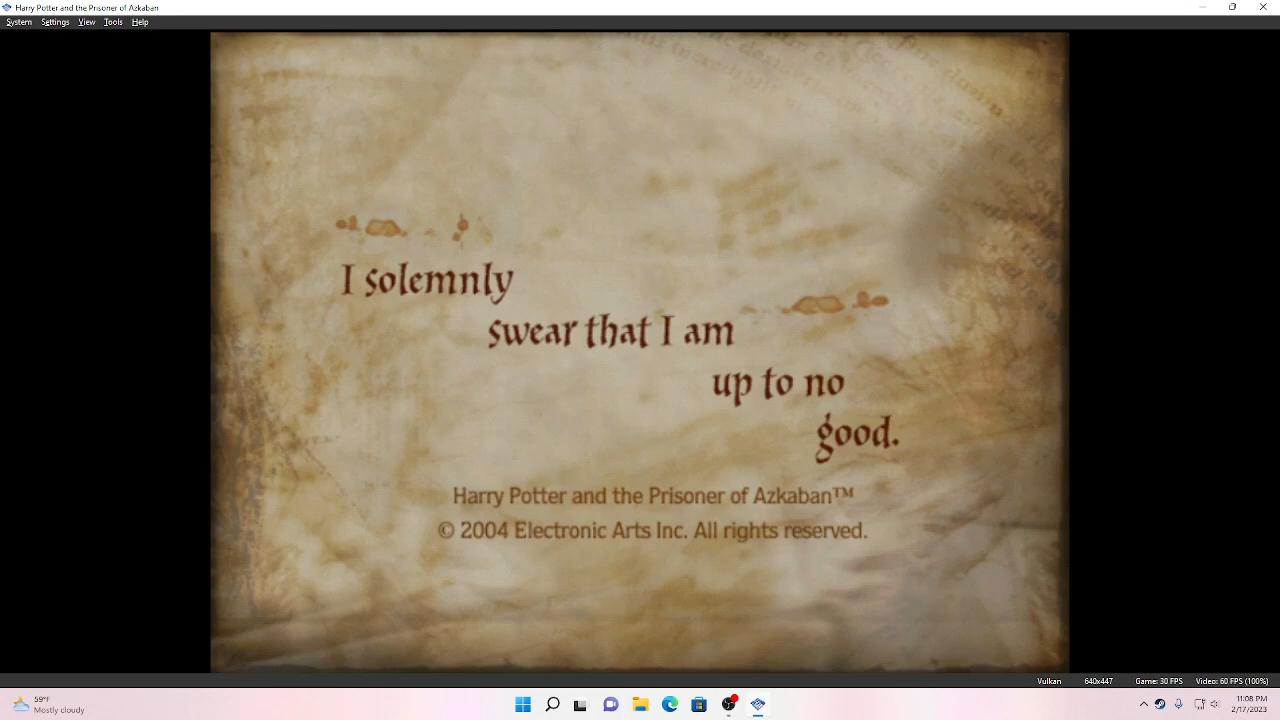 Harry Potter and the Prisoner of Azkaban
System Settings View Tools Help
I solemnly
swear that I am
up to no
good.
Harry Potter and the Prisoner of Azkaban™
© 2004 Electronic Arts Inc. All rights reserved.
Vulkan 640x447 Game: 30 FPS Video: 60 FPS (100%)
59°F
Mostly cloudy
11:08 PM
2/17/2023